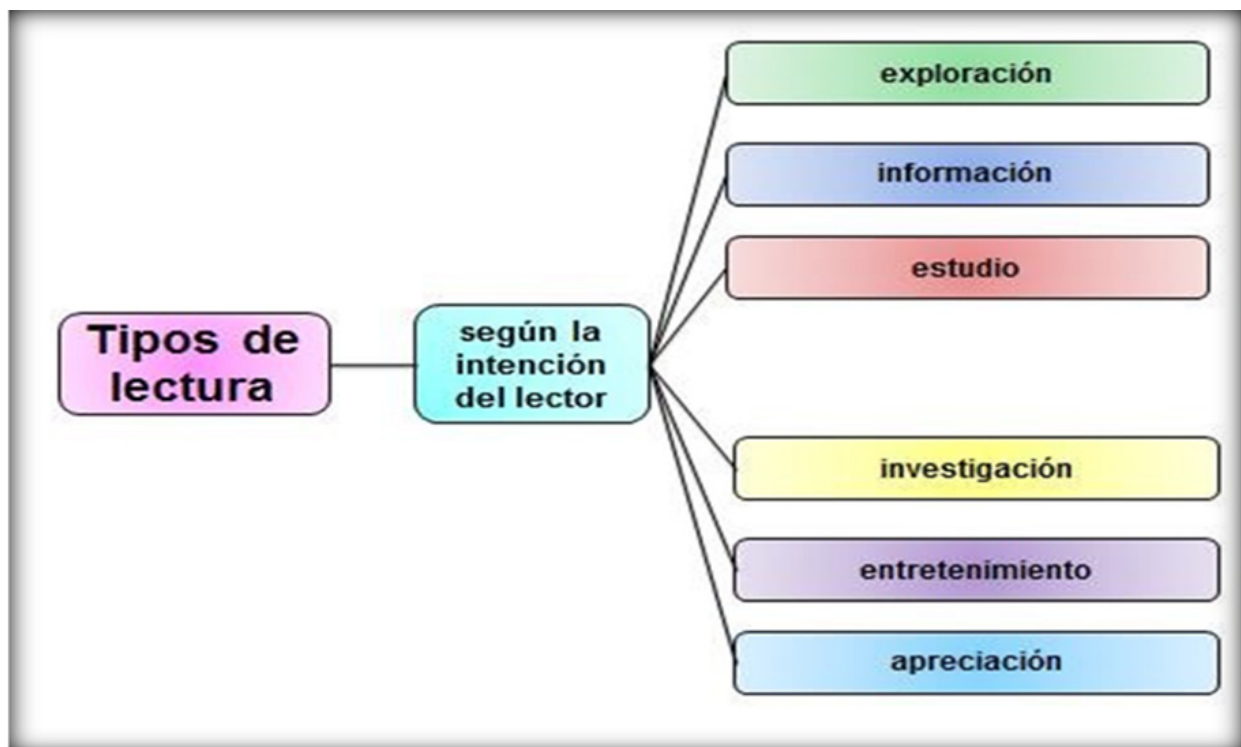 Tipos de
lectura
según la
intención
del lector
exploración
información
estudio
investigación
entretenimiento
apreciación